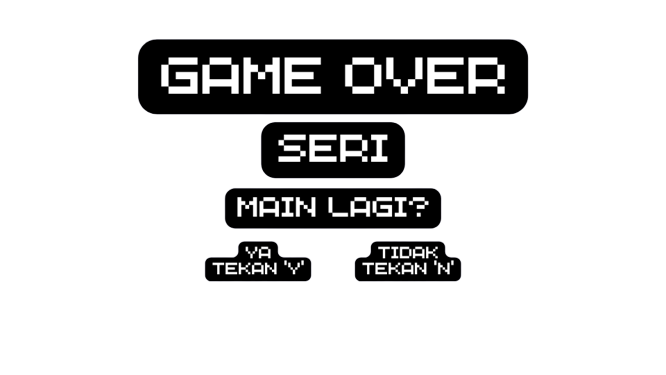 GAME OVER
SERI
MAIN LAGI?
YA
TEKAN 'Y'
TIDAK
TEKAN 'N'